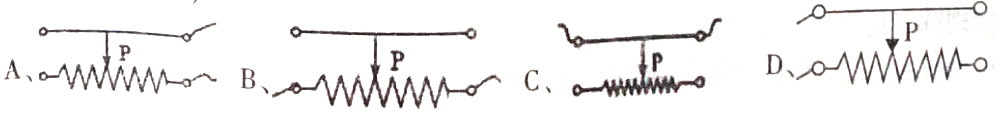 A、 P B、 P C、 P D、 P